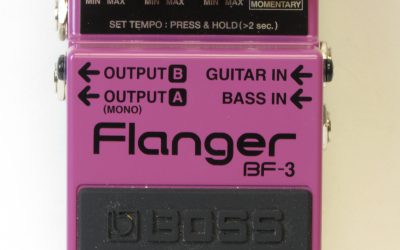 MIN MAX MIN MAX MIN MAX MOMENTARY
SET TEMPO : PRESS & HOLD (>2 sec.)
OUTPUT B GUITAR IN
OUTPUT A BASS IN
(MONO)
Flanger
BF-3
BOSS